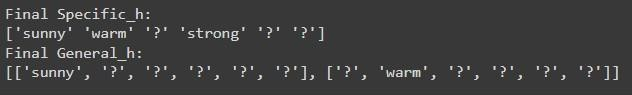 Final Specific_h:
['sunny' 'warm' '?' 'strong' '?' '?']
Final General_h:
[['sunny', '?', '?', '?', '?', '?'], ['?', 'warm', '?', '?', '?', '?']]